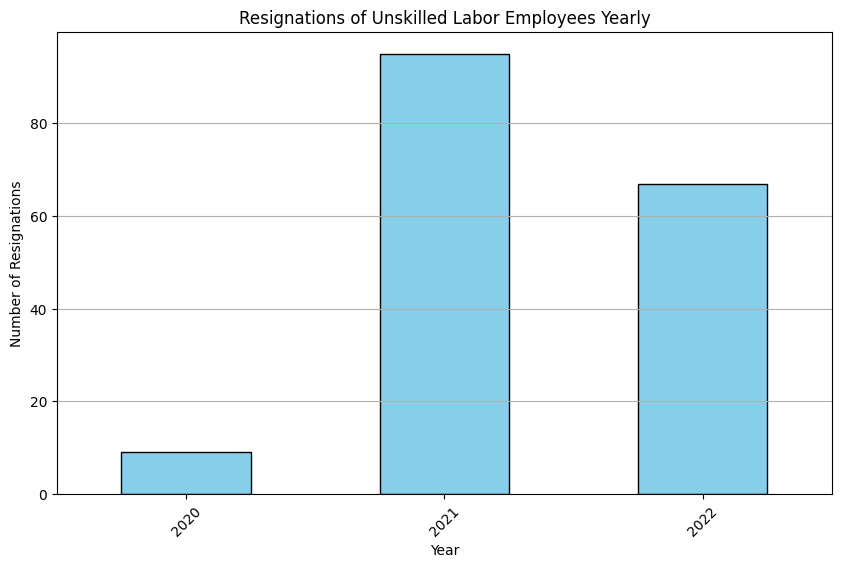 Resignations of Unskilled Labor Employees Yearly
Number of Resignations
80
60
40
20
0
2020
2021
2022
Year